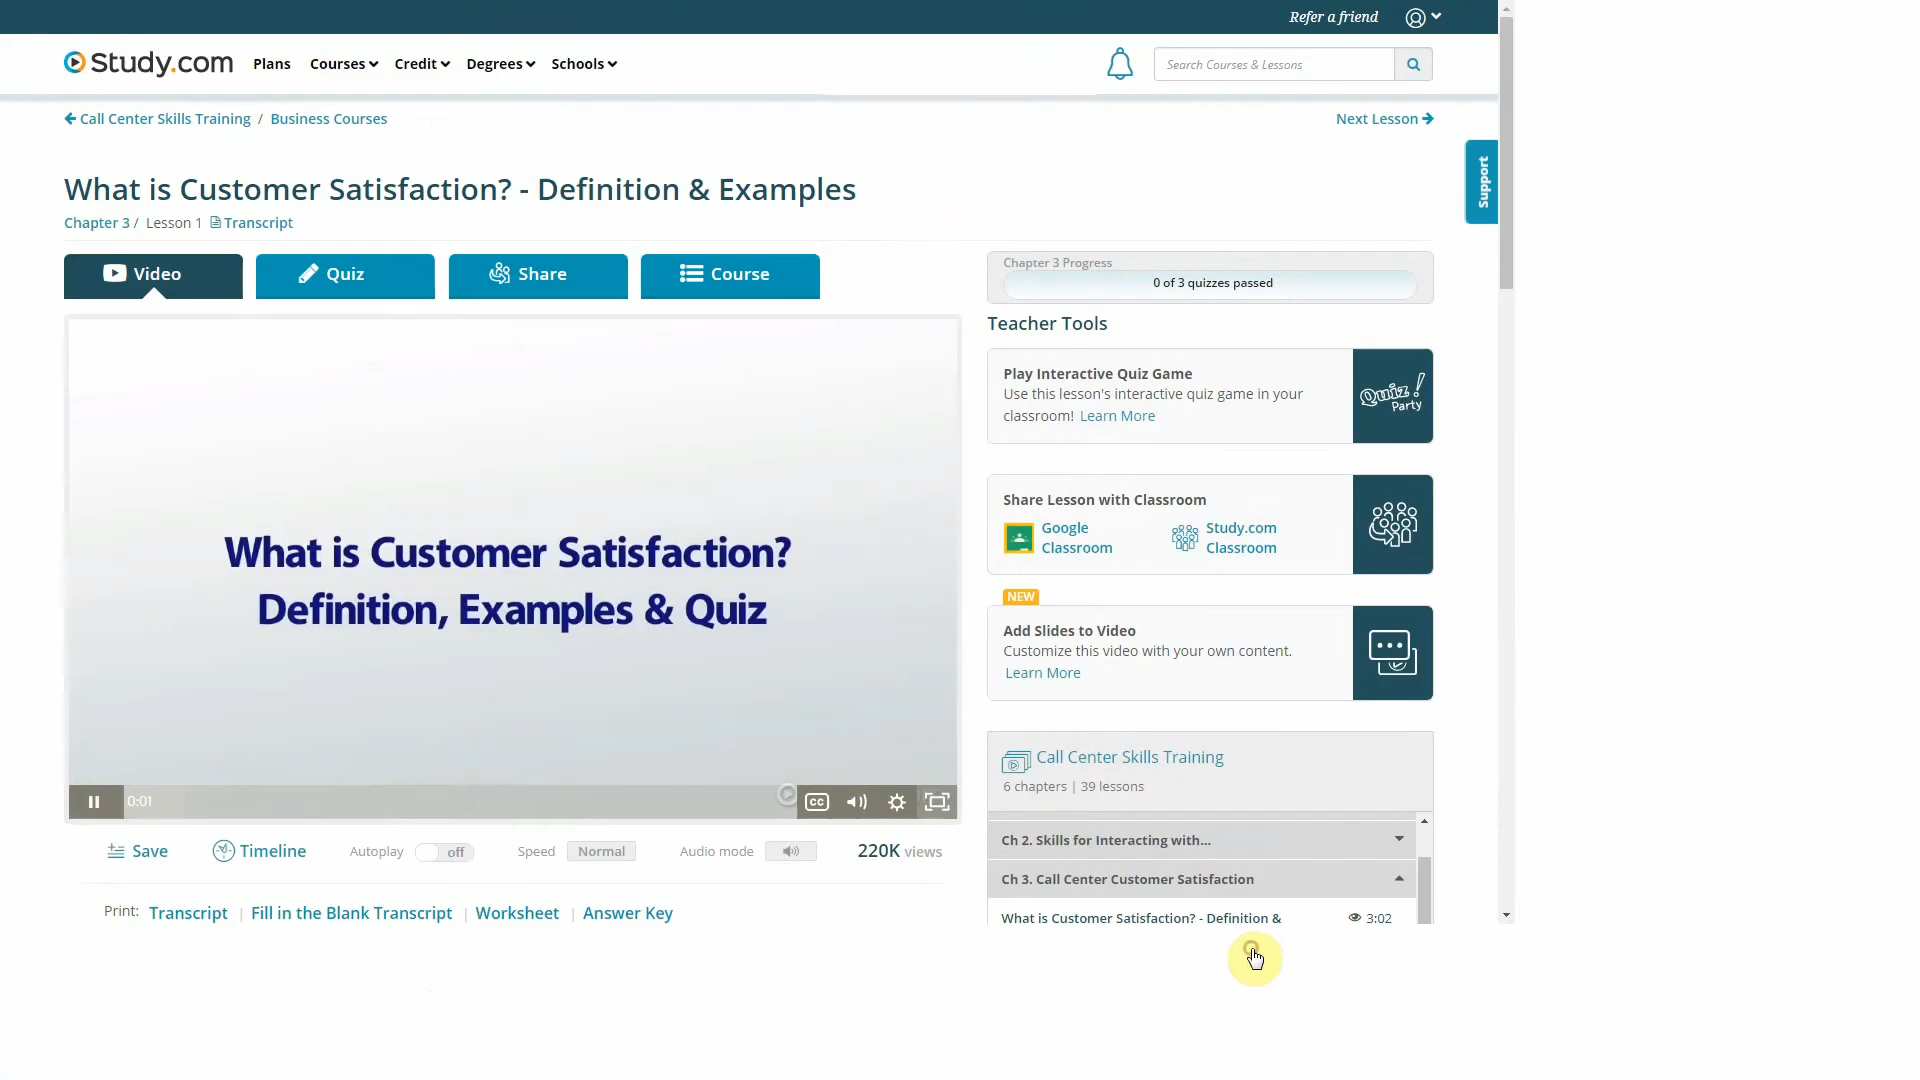 Refer a friend
Study.com Plans Courses Credit Degrees Schools Search Courses & Lessons
Call Center Skills Training / Business Courses Next Lesson
Support
What is Customer Satisfaction? - Definition & Examples
Chapter 3 / Lesson 1 Transcript
Video Quiz Share Course
Chapter 3 Progress
0 of 3 quizzes passed
Teacher Tools
Play Interactive Quiz Game
Use this lesson's interactive quiz game in your
classroom! Learn More
Quiz!
Party
Share Lesson with Classroom
Google
Classroom
Study.com
Classroom
NEW
Add Slides to Video
Customize this video with your own content.
Learn More
What is Customer Satisfaction?
Definition, Examples & Quiz
0:01 CC
Call Center Skills Training
6 chapters | 39 lessons
Ch 2. Skills for Interacting with...
Ch 3. Call Center Customer Satisfaction
What is Customer Satisfaction? - Definition & 3:02
Save Timeline Autoplay off Speed Normal Audio mode 220K views
Print: Transcript | Fill in the Blank Transcript | Worksheet | Answer Key